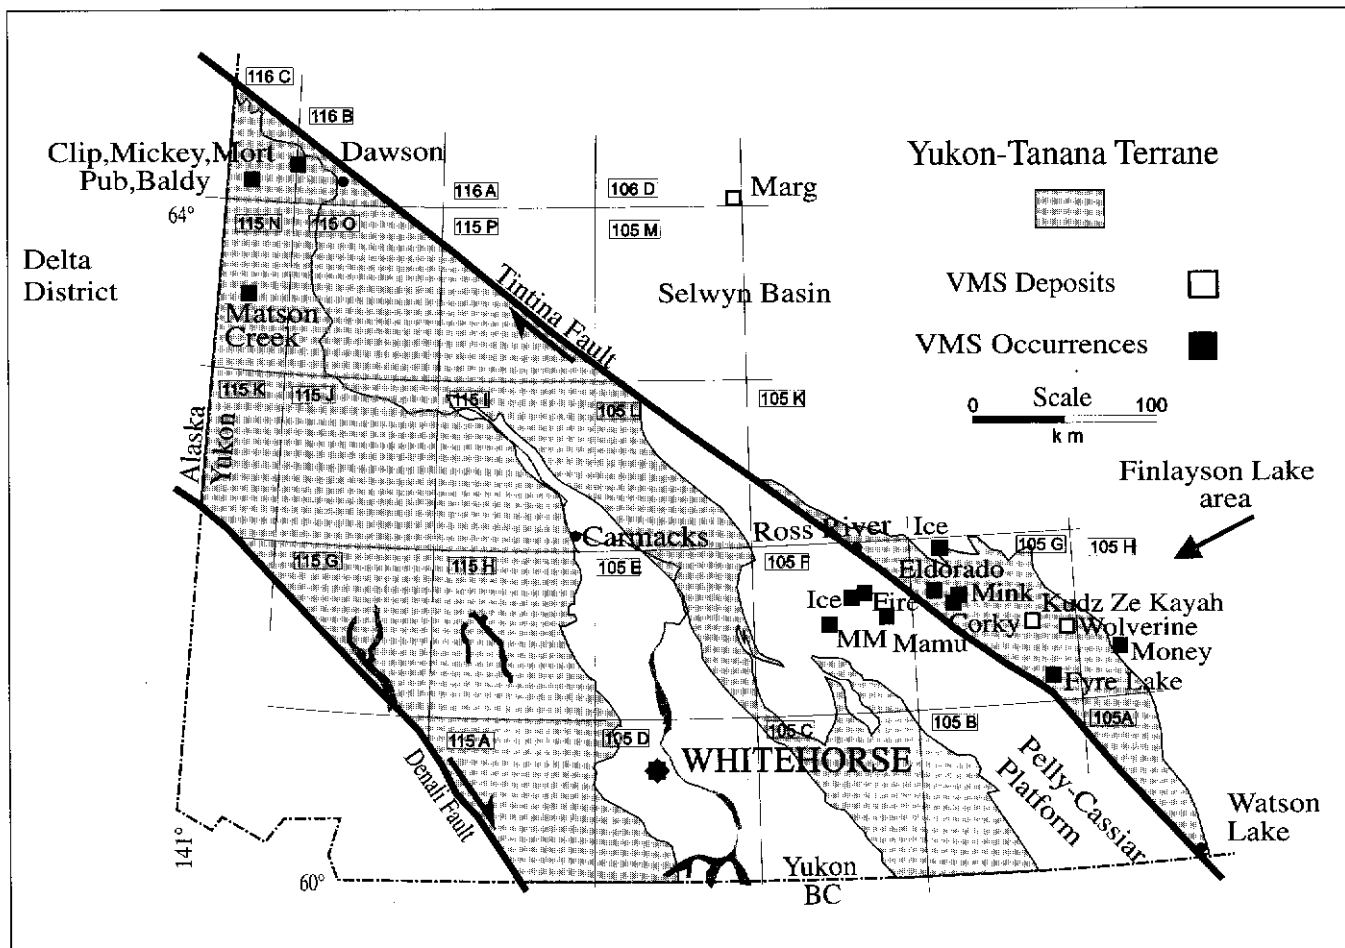 116 C
116 B
Clip,Mickey,Mort
Pub,Baldy
Dawson
64°
116 A
106 D
Marg
115 N
115 O
115 P
105 M
Delta
District
Matson
Creek
Tintina Fault
Selwyn Basin
Yukon-Tanana Terrane
VMS Deposits
VMS Occurrences
0 Scale 100
km
115 K
115 J
115 I
105 L
105 K
Alaska
Yukon
Finlayson Lake
area
Carmacks
Ross River
Ice
115 G
115 H
105 E
105 F
105 G
105 H
Eldorado
Mink
Ice
Fire
Kudz Ze Kayah
Corky
Wolverine
MM
Mamu
Money
Fyre Lake
115 A
105 D
105 C
105 B
105A
WHITEHORSE
Denali Fault
Pelly-Cassiar
Platform
Watson
Lake
141°
60°
Yukon
BC